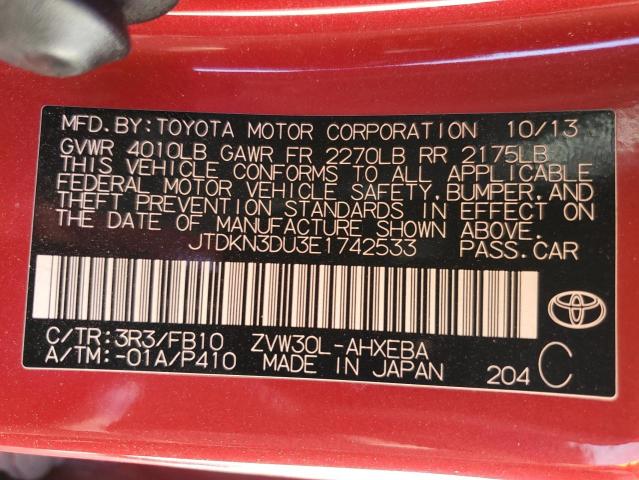 MFD.BY:TOYOTA MOTOR CORPORATION 10/13
GVWR 4010LB GAWR FR 2270LB RR 2175LB
THIS VEHICLE CONFORMS TO ALL APPLICABLE
FEDERAL MOTOR VEHICLE SAFETY,BUMPER,AND
THEFT PREVENTION STANDARDS IN EFFECT ON
THE DATE OF MANUFACTURE SHOWN ABOVE.
JTDKN3DU3E1742533 PASS.CAR
C/TR:3R3/FB10 ZVW30L-AHXEBA
A/TM:-01A/P410 MADE IN JAPAN 204 C